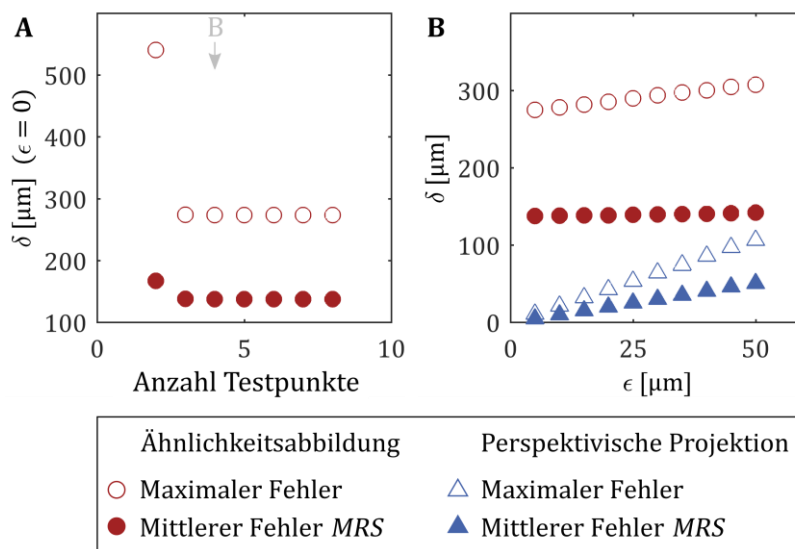 A
B
δ [µm] (ϵ = 0)
500
400
300
200
100
0
5
10
Anzahl Testpunkte
B
δ [µm]
300
200
100
0
0
25
50
ϵ [µm]
Ähnlichkeitsabbildung
Perspektivische Projektion
Maximaler Fehler
Maximaler Fehler
Mittlerer Fehler MRS
Mittlerer Fehler MRS